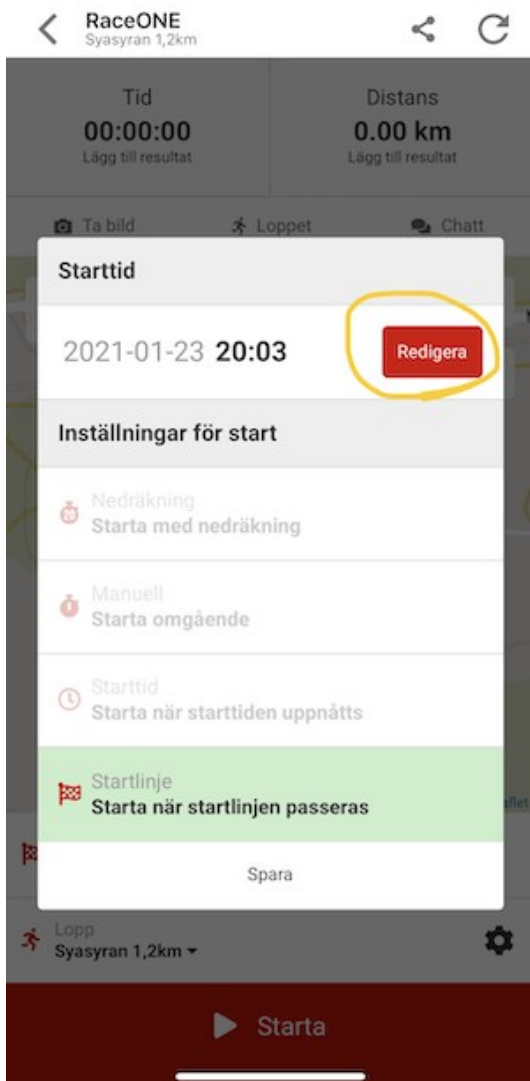 RaceONE
Syasyran 1,2km
Tid
Distans
00:00:00
0.00 km
Lägg till resultat
Lägg till resultat
Ta bild
Loppet
Chatt
Starttid
2021-01-23 20:03
Redigera
Inställningar för start
Nedräkning
Starta med nedräkning
Manuell
Starta omgående
Starttid
Starta när starttiden uppnåtts
Startlinje
Starta när startlinjen passeras
Spara
Lopp
Syasyran 1,2km
Starta